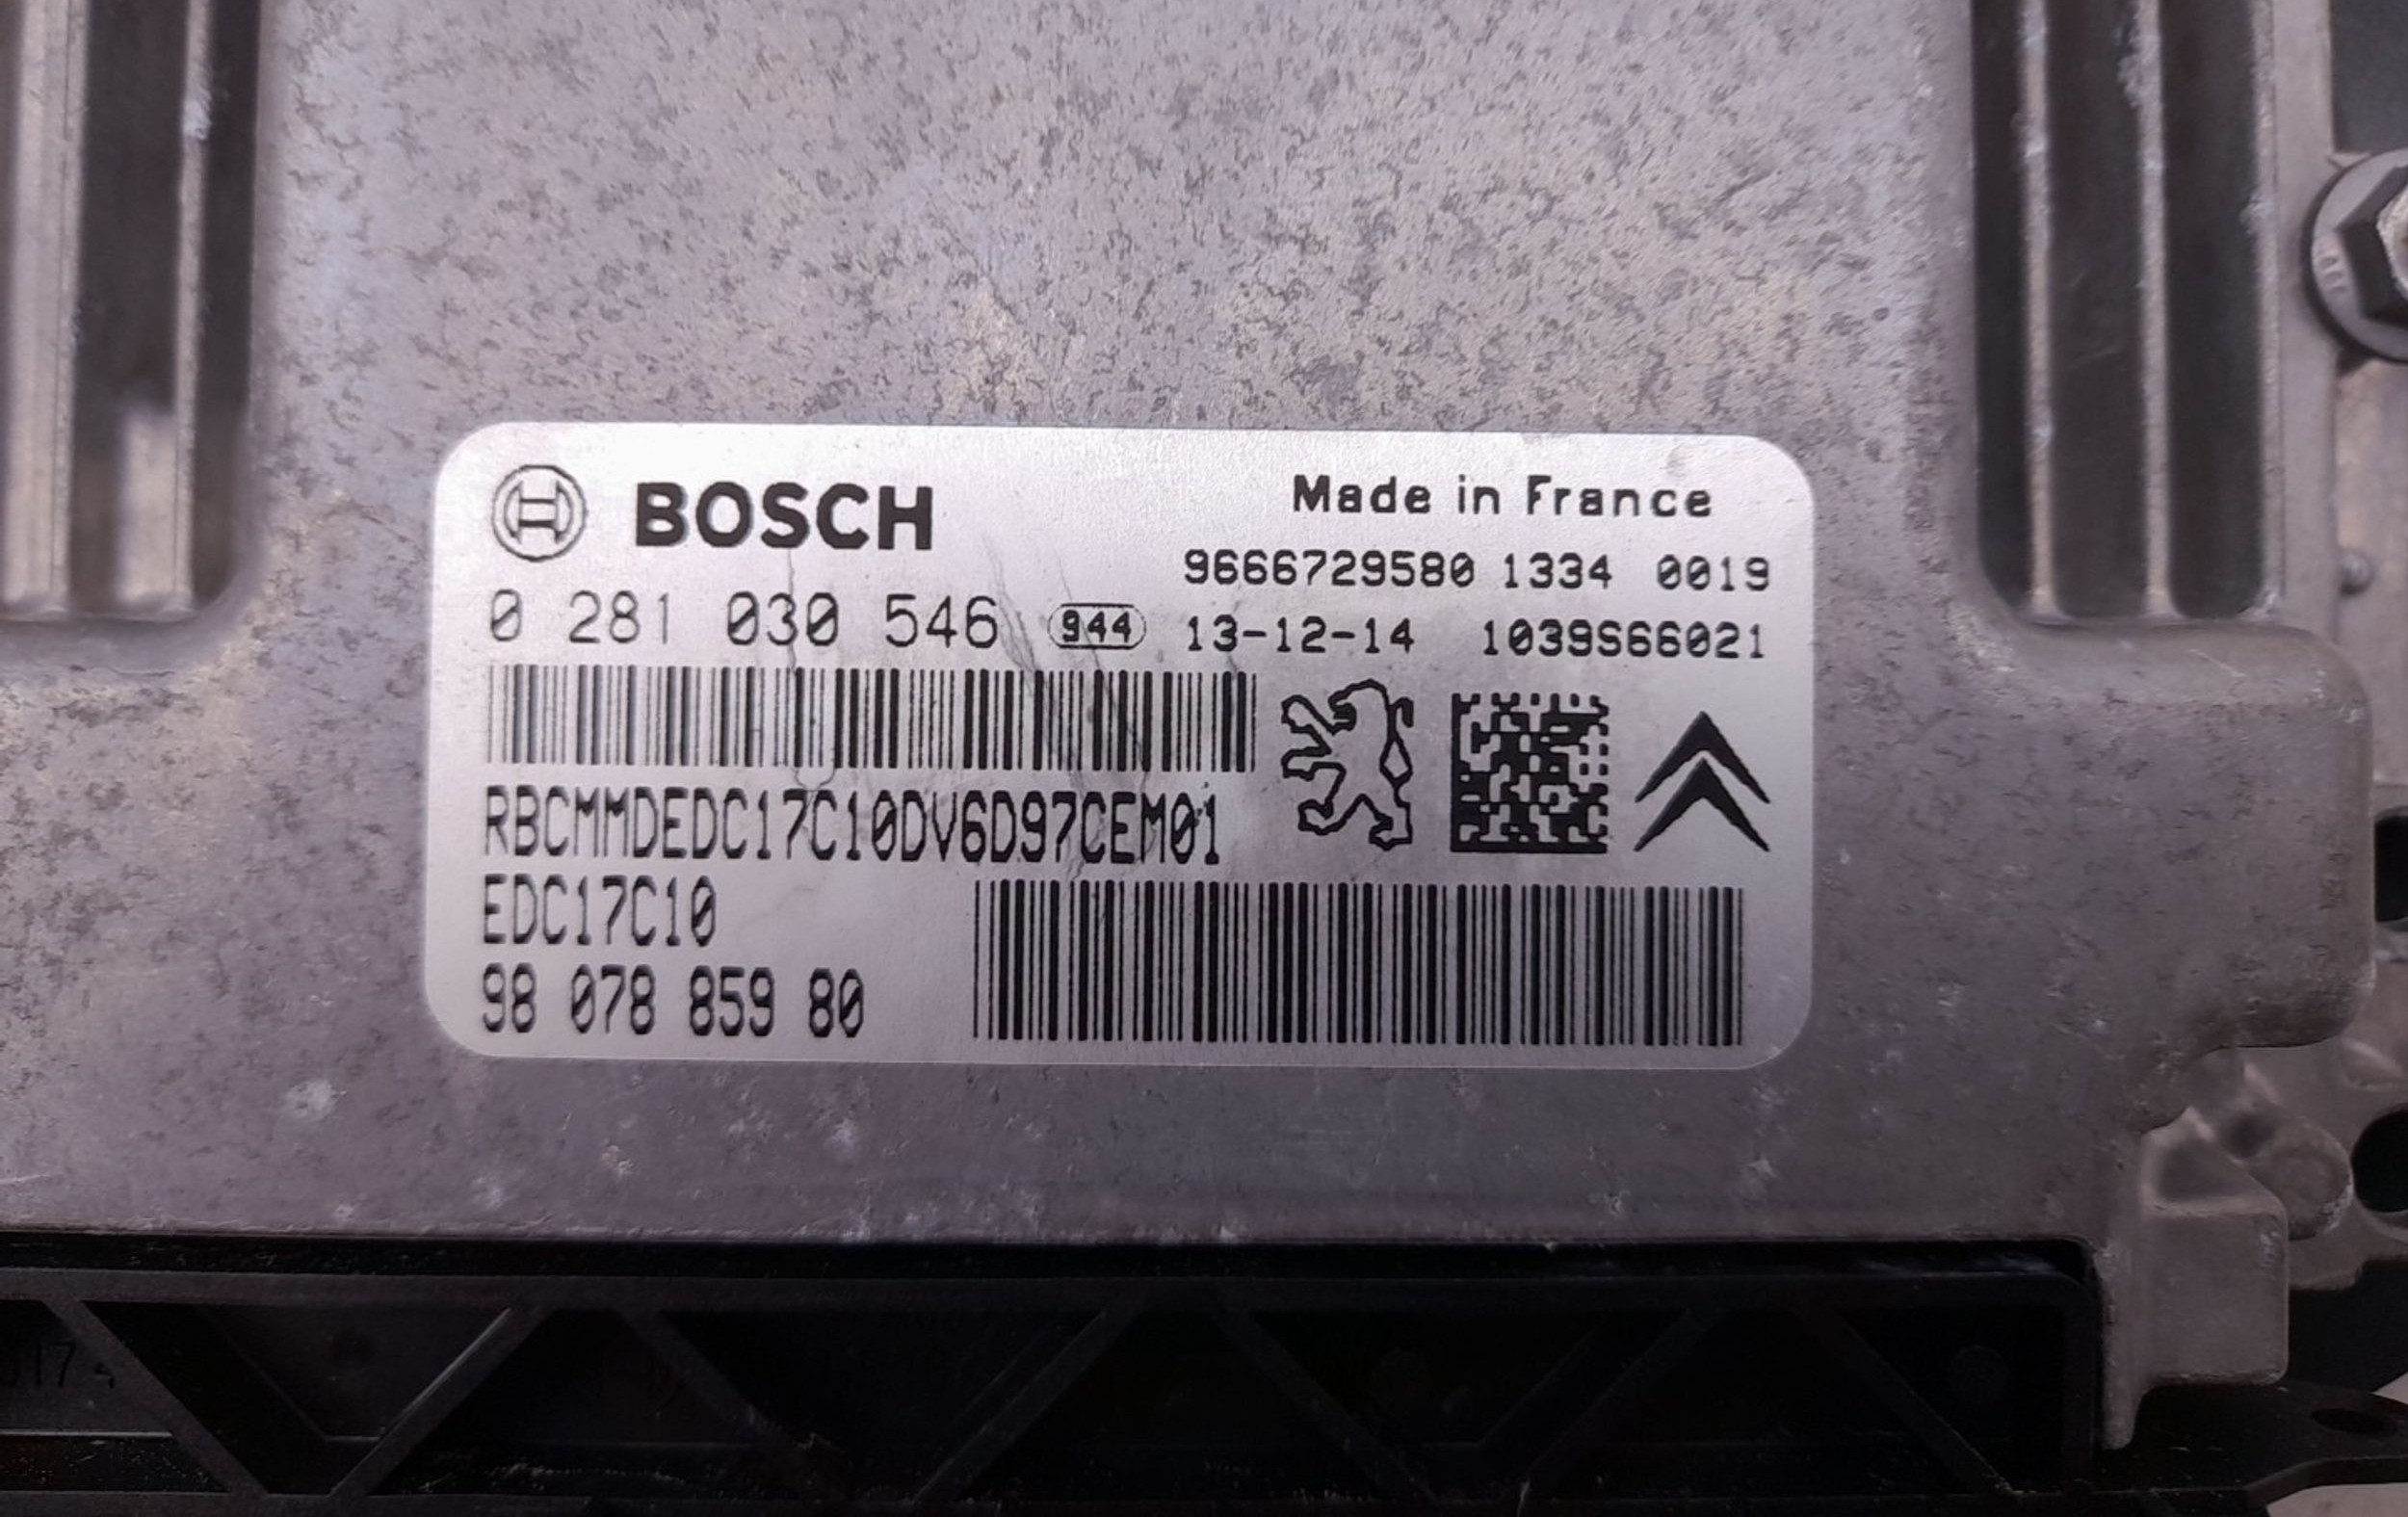 BOSCH
Made in France
9666729580 1334 0019
0 281 030 546 944 13-12-14 1039S66021
RBCMMDEDC17C10DV6D97CEM01
EDC17C10
98 078 859 80